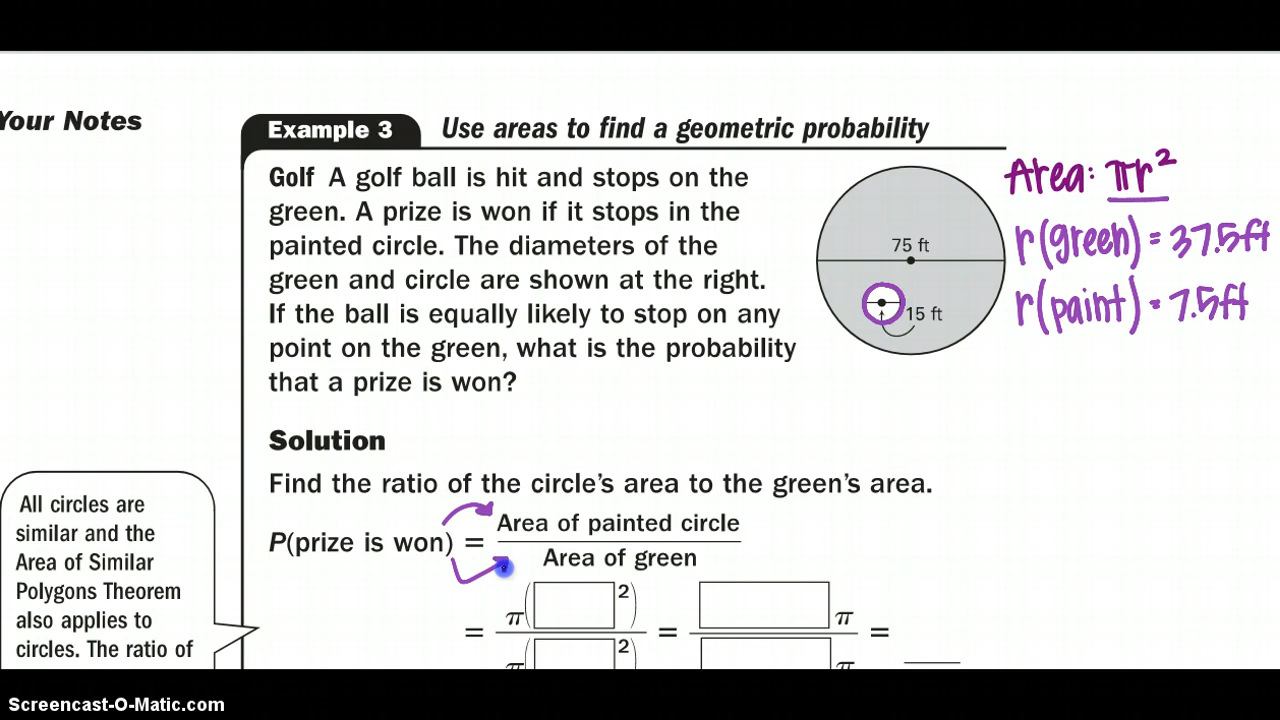 Your Notes
Example 3 Use areas to find a geometric probability
Golf A golf ball is hit and stops on the
green. A prize is won if it stops in the
painted circle. The diameters of the
green and circle are shown at the right.
If the ball is equally likely to stop on any
point on the green, what is the probability
that a prize is won?
75 ft
15 ft
Area: πr²
r(green) = 37.5ft
r(paint) = 7.5ft
Solution
Find the ratio of the circle's area to the green's area.
P(prize is won) = Area of painted circle
Area of green
= π( ²) = π =
π( ² π
All circles are
similar and the
Area of Similar
Polygons Theorem
also applies to
circles. The ratio of
Screencast-O-Matic.com